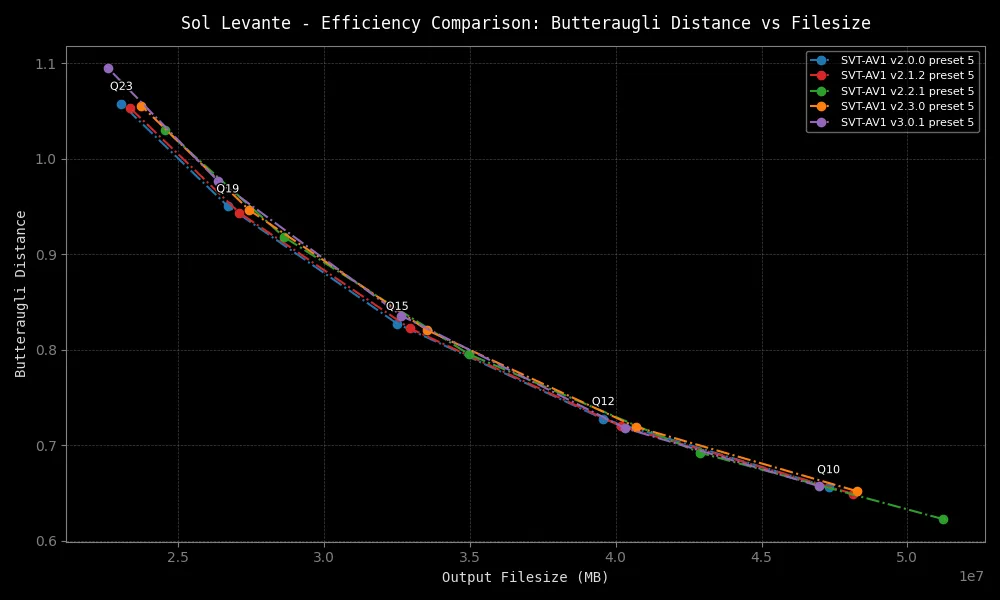 Sol Levante - Efficiency Comparison: Butteraugli Distance vs Filesize
SVT-AV1 v2.0.0 preset 5
SVT-AV1 v2.1.2 preset 5
SVT-AV1 v2.2.1 preset 5
SVT-AV1 v2.3.0 preset 5
SVT-AV1 v3.0.1 preset 5
Butteraugli Distance
1.1
1.0
0.9
0.8
0.7
0.6
Q23
Q19
Q15
Q12
Q10
2.5
3.0
3.5
4.0
4.5
5.0
1e7
Output Filesize (MB)